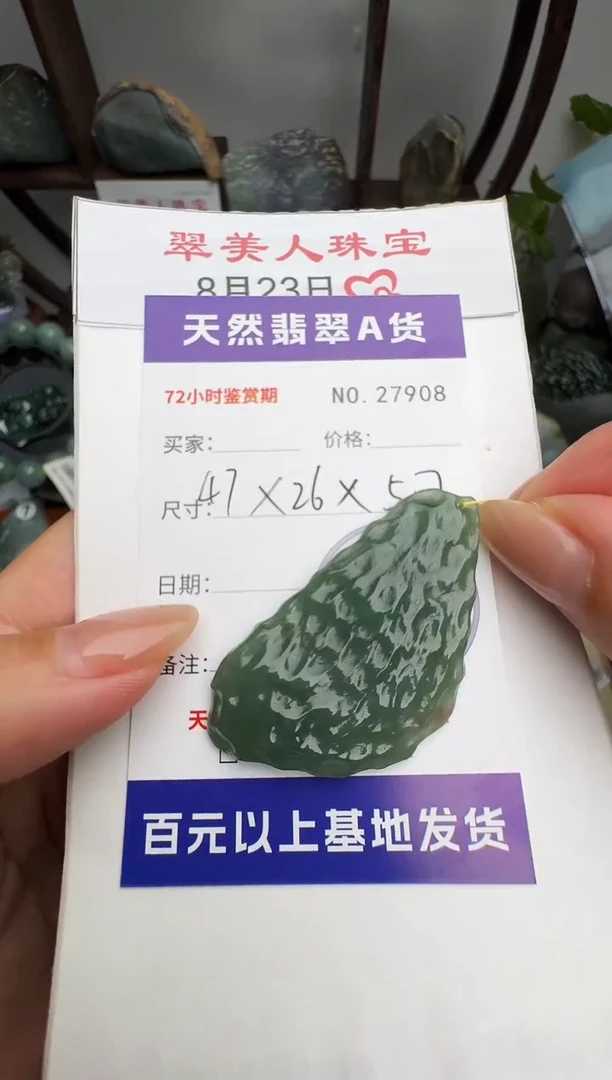 翠美人珠宝
8月23日
天然翡翠A货
72小时鉴赏期 NO. 27908
买家: 价格:
尺寸: 47×26×5.7
日期:
备注:
天
百元以上基地发货